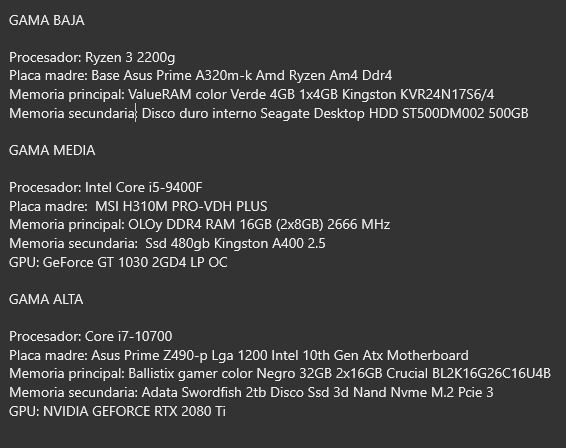 GAMA BAJA
Procesador: Ryzen 3 2200g
Placa madre: Base Asus Prime A320m-k Amd Ryzen Am4 Ddr4
Memoria principal: ValueRAM color Verde 4GB 1x4GB Kingston KVR24N17S6/4
Memoria secundaria: Disco duro interno Seagate Desktop HDD ST500DM002 500GB
GAMA MEDIA
Procesador: Intel Core i5-9400F
Placa madre:  MSI H310M PRO-VDH PLUS
Memoria principal: OLOy DDR4 RAM 16GB (2x8GB) 2666 MHz
Memoria secundaria:  Ssd 480gb Kingston A400 2.5
GPU: GeForce GT 1030 2GD4 LP OC
GAMA ALTA
Procesador: Core i7-10700
Placa madre: Asus Prime Z490-p Lga 1200 Intel 10th Gen Atx Motherboard
Memoria principal: Ballistix gamer color Negro 32GB 2x16GB Crucial BL2K16G26C16U4B
Memoria secundaria: Adata Swordfish 2tb Disco Ssd 3d Nand Nvme M.2 Pcie 3
GPU: NVIDIA GEFORCE RTX 2080 Ti